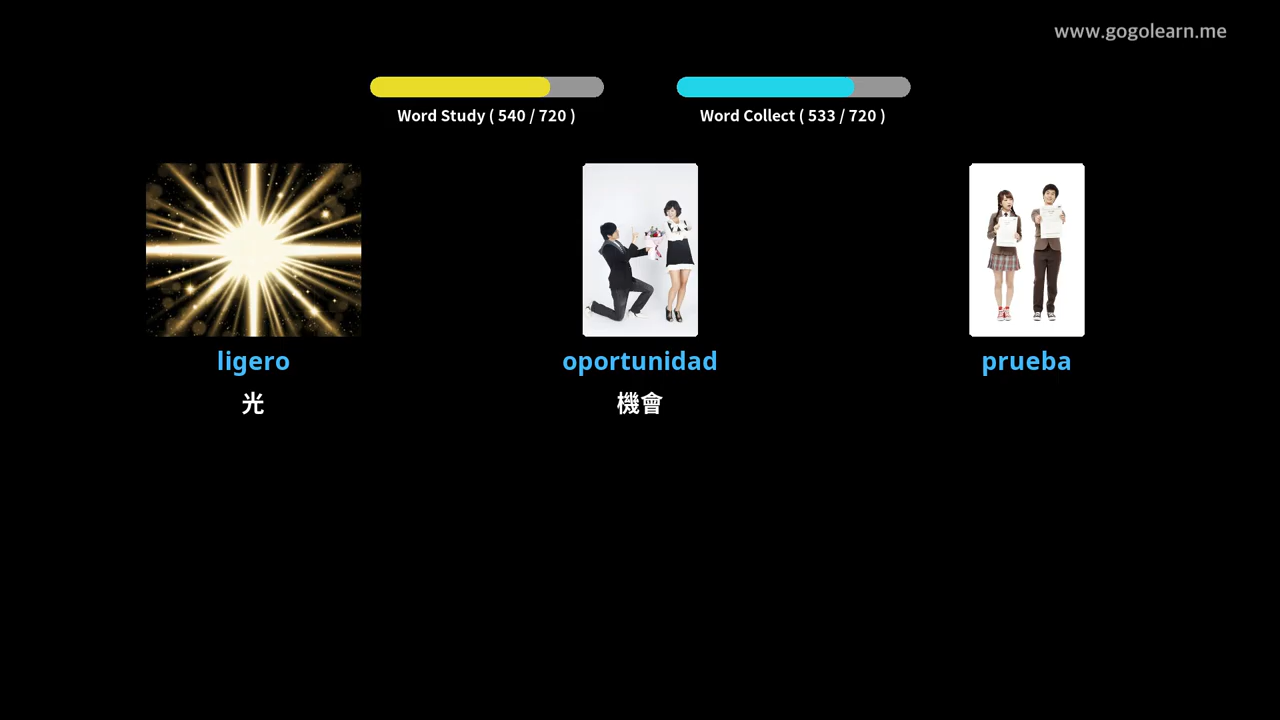 www.gogolearn.me
Word Study ( 540 / 720 )
Word Collect ( 533 / 720 )
ligero
oportunidad
prueba
光
機會